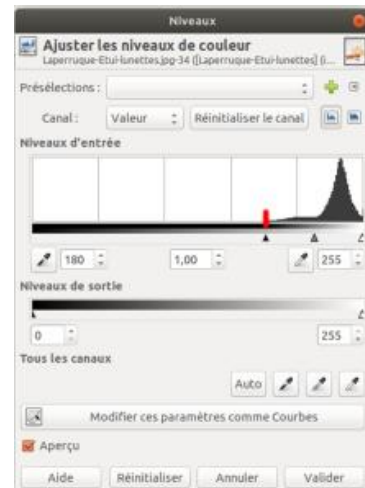 Niveaux
Ajuster les niveaux de couleur
Laperruque-Etui-lunettes.jpg-34 ([Laperruque-Etui-lunettes] (i...
Présélections :
Canal : Valeur Réinitialiser le canal
Niveaux d'entrée
180 1,00 255
Niveaux de sortie
0 255
Tous les canaux
Auto
Modifier ces paramètres comme Courbes
Aperçu
Aide Réinitialiser Annuler Valider